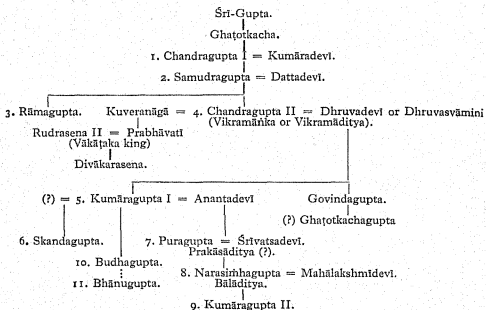 Śrī-Gupta.
Ghaṭotkacha.
1. Chandragupta I = Kumāradevī.
2. Samudragupta = Dattadevī.
3. Rāmagupta. Kuveranāgā = 4. Chandragupta II = Dhruvadevī or Dhruvasvāmini
(Vikramāṅka or Vikramāditya).
Rudrasena II = Prabhāvatī
(Vākāṭaka king)
Divākarasena.
(?) = 5. Kumāragupta I = Anantadevī Govindagupta.
(?) Ghaṭotkachagupta
6. Skandagupta. 7. Puragupta = Śrīvatsadevī.
Prakāsāditya (?).
10. Budhagupta.
8. Narasiṁhagupta = Mahālakshmīdevī.
11. Bhānugupta. Bālāditya.
9. Kumāragupta II.